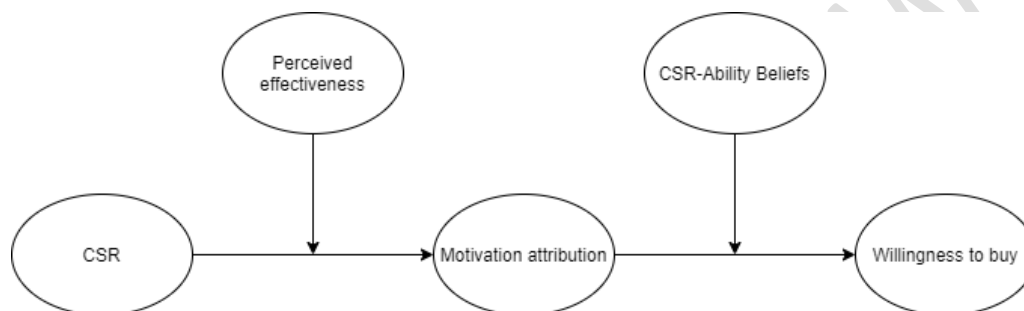 Perceived
effectiveness
CSR-Ability Beliefs
CSR
Motivation attribution
Willingness to buy